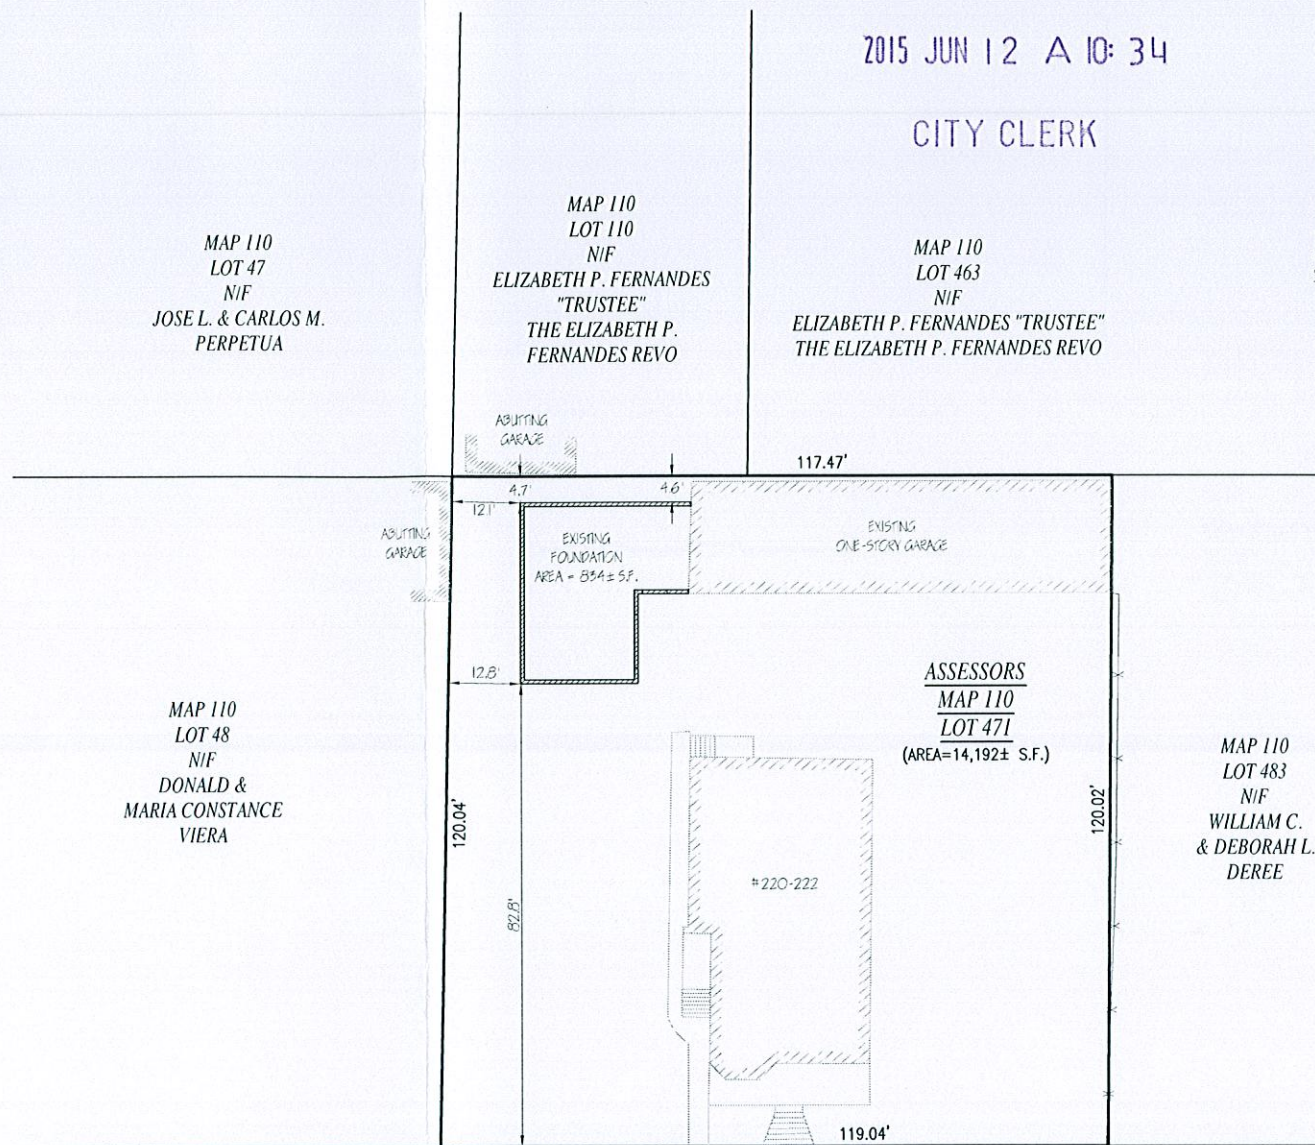 2015 JUN 12 A 10: 34
CITY CLERK
MAP 110
LOT 47
N/F
JOSE L. & CARLOS M.
PERPETUA
MAP 110
LOT 110
N/F
ELIZABETH P. FERNANDES
"TRUSTEE"
THE ELIZABETH P.
FERNANDES REVO
MAP 110
LOT 463
N/F
ELIZABETH P. FERNANDES "TRUSTEE"
THE ELIZABETH P. FERNANDES REVO
ABUTTING
GARAGE
117.47'
4.7'
4.6'
12.1'
ABUTTING
GARAGE
EXISTING
FOUNDATION
AREA = 834± S.F.
EXISTING
ONE-STORY GARAGE
12.8'
ASSESSORS
MAP 110
LOT 471
(AREA=14,192± S.F.)
MAP 110
LOT 48
N/F
DONALD &
MARIA CONSTANCE
VIERA
120.04'
82.8'
#220-222
120.02'
MAP 110
LOT 483
N/F
WILLIAM C.
& DEBORAH L.
DEREE
119.04'